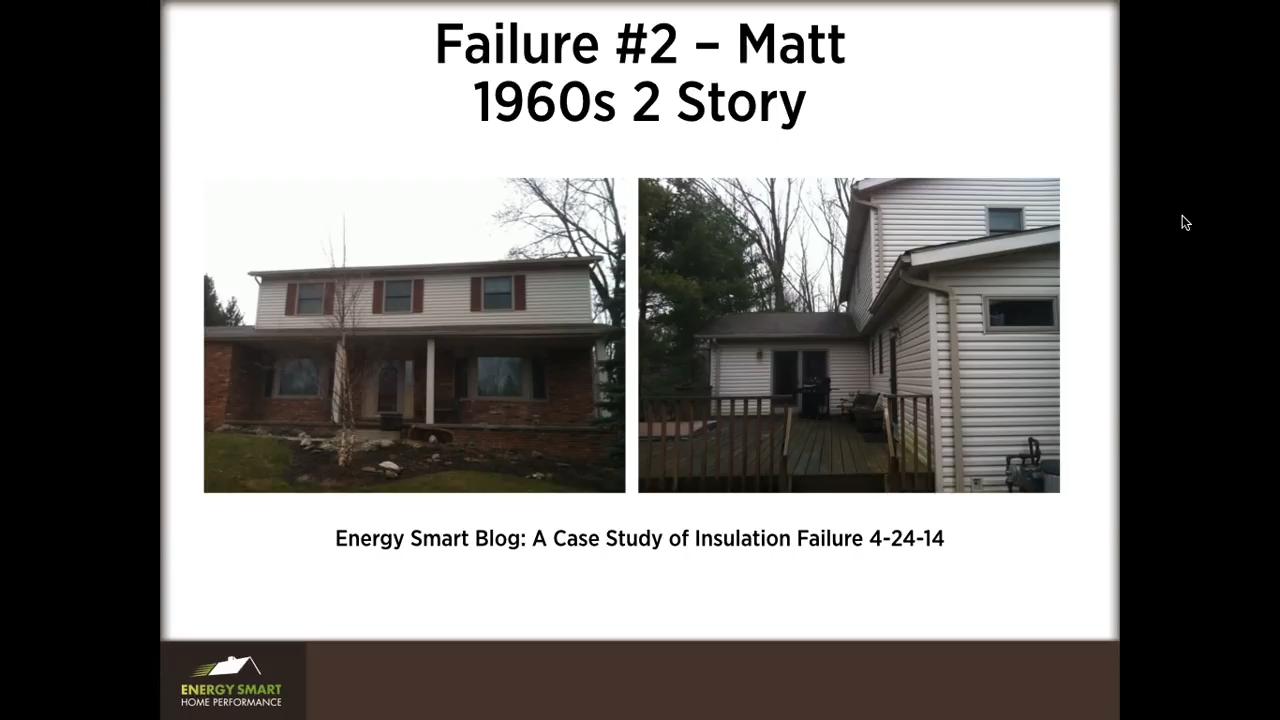 Failure #2 – Matt
1960s 2 Story
Energy Smart Blog: A Case Study of Insulation Failure 4-24-14
ENERGY SMART
HOME PERFORMANCE